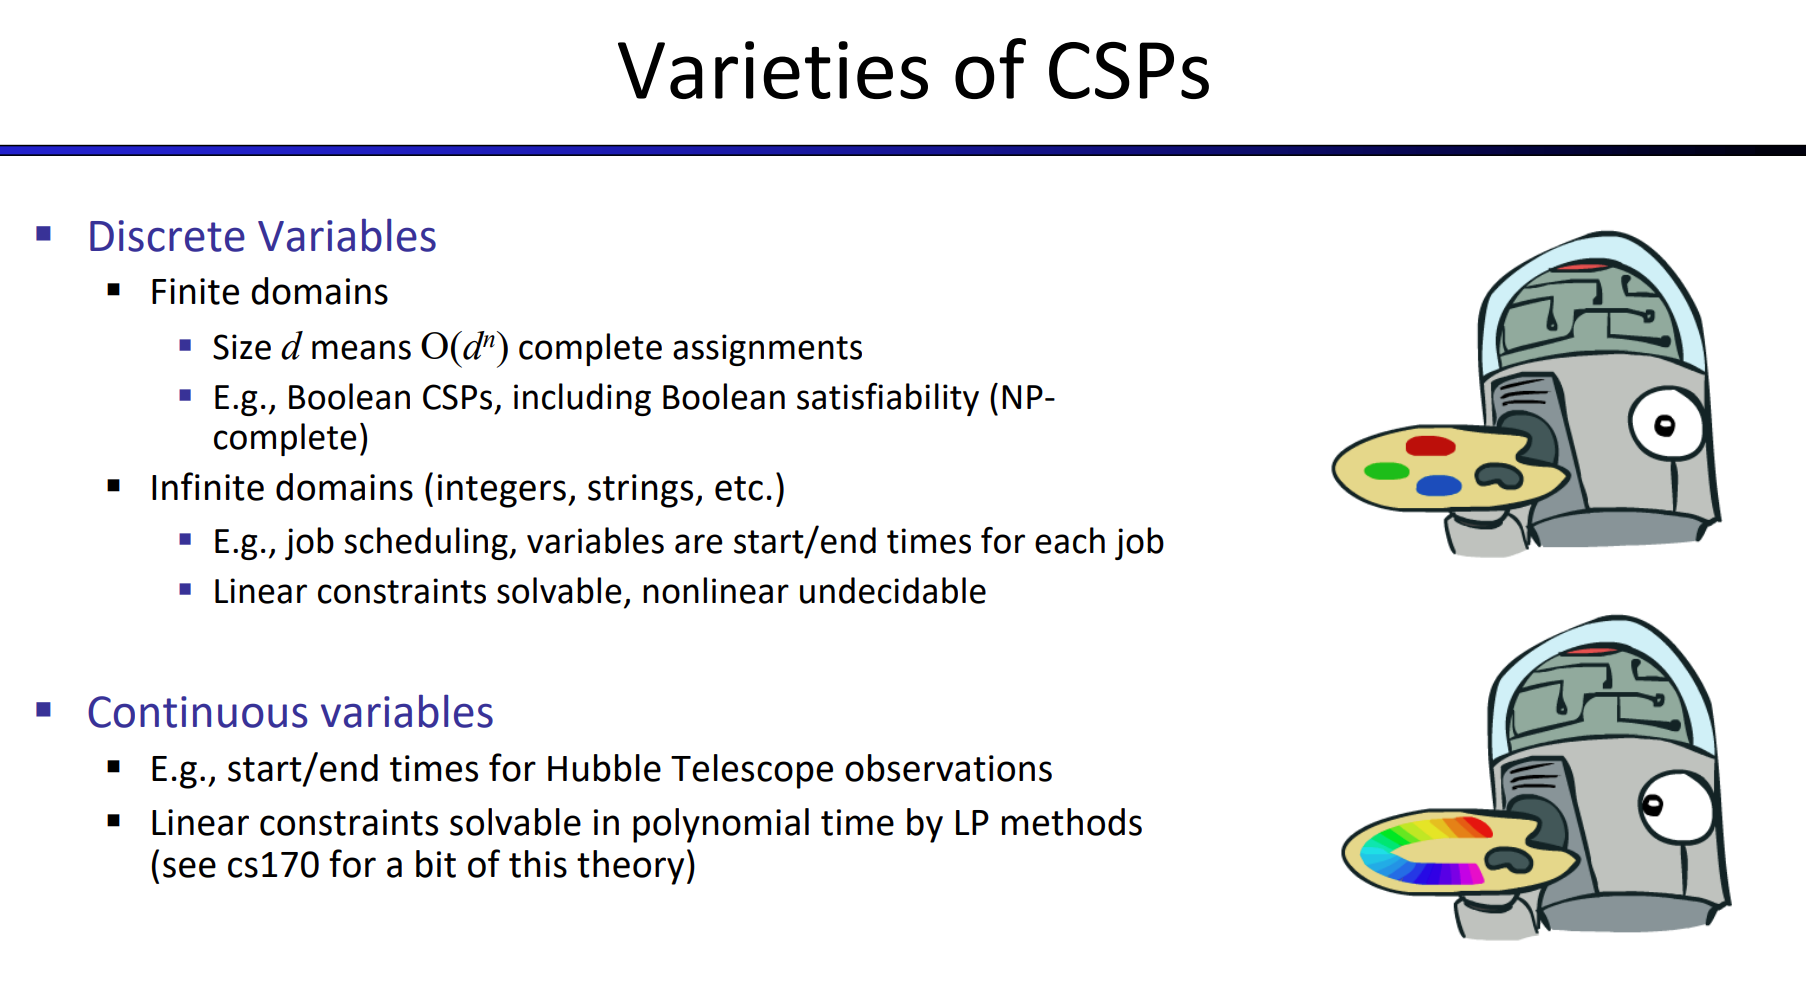 Varieties of CSPs
▪ Discrete Variables
▪ Finite domains
▪ Size d means O(dⁿ) complete assignments
▪ E.g., Boolean CSPs, including Boolean satisfiability (NP-
complete)
▪ Infinite domains (integers, strings, etc.)
▪ E.g., job scheduling, variables are start/end times for each job
▪ Linear constraints solvable, nonlinear undecidable
▪ Continuous variables
▪ E.g., start/end times for Hubble Telescope observations
▪ Linear constraints solvable in polynomial time by LP methods
(see cs170 for a bit of this theory)